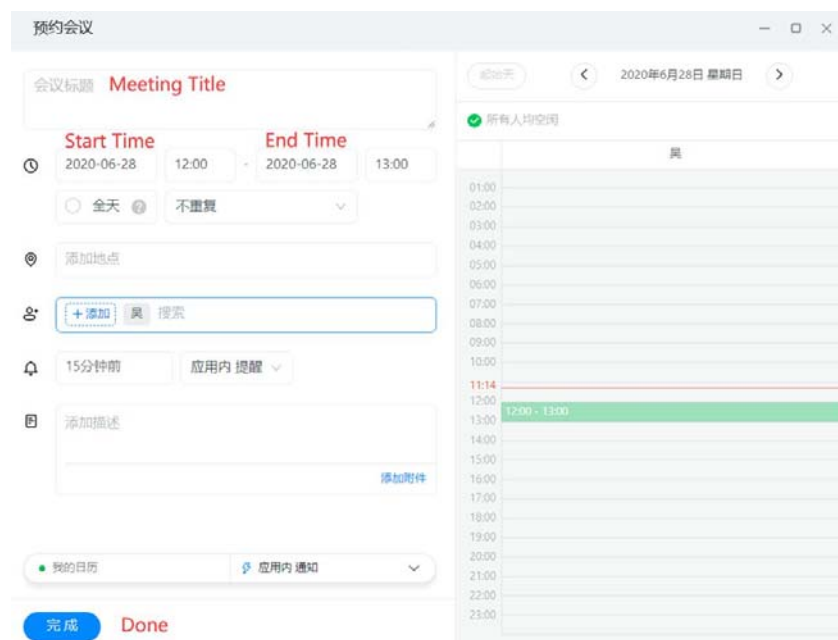 预约会议
会议标题 Meeting Title
Start Time End Time
2020-06-28 12:00 - 2020-06-28 13:00
全天 不重复
添加地点
+添加 吴 搜索
15分钟前 应用内 提醒
添加描述
添加附件
我的日历 应用内 通知
完成 Done
2020年6月28日 星期日
所有人均空闲
吴
01:00
02:00
03:00
04:00
05:00
06:00
07:00
08:00
09:00
10:00
11:14
12:00
12:00 - 13:00
13:00
14:00
15:00
16:00
17:00
18:00
19:00
20:00
21:00
22:00
23:00